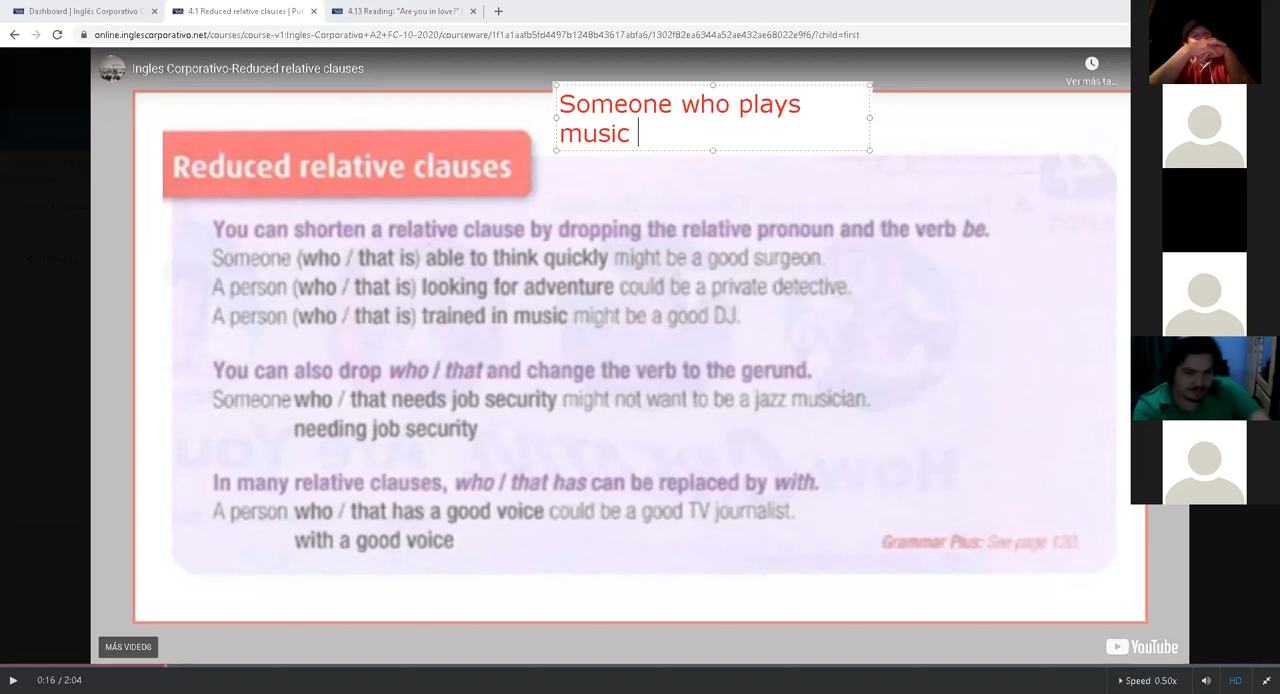 Dashboard | Inglés Corporativo C
4.1 Reduced relative clauses | Pu
4.13 Reading: "Are you in love?" |
online.inglescorporativo.net/courses/course-v1:Ingles-Corporativo+A2+FC-10-2020/courseware/1f1a1aafb5fd4497b1248b43617abfa6/1302f82ea6344a52ae432ae68022e9f6/?child=first
Ingles Corporativo-Reduced relative clauses
Ver más ta...
Someone who plays
music
Reduced relative clauses
You can shorten a relative clause by dropping the relative pronoun and the verb be.
Someone (who / that is) able to think quickly might be a good surgeon.
A person (who / that is) looking for adventure could be a private detective.
A person (who / that is) trained in music might be a good DJ.
You can also drop who / that and change the verb to the gerund.
Someone who / that needs job security might not want to be a jazz musician.
needing job security
In many relative clauses, who / that has can be replaced by with.
A person who / that has a good voice could be a good TV journalist.
with a good voice
Grammar Plus: See page 120.
MÁS VIDEOS
YouTube
0:16 / 2:04
Speed 0.50x
HD